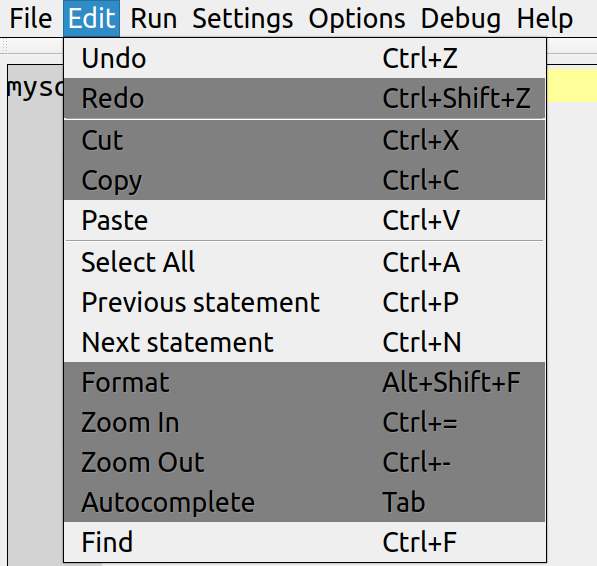 File Edit Run Settings Options Debug Help
Undo Ctrl+Z
Redo Ctrl+Shift+Z
Cut Ctrl+X
Copy Ctrl+C
Paste Ctrl+V
Select All Ctrl+A
Previous statement Ctrl+P
Next statement Ctrl+N
Format Alt+Shift+F
Zoom In Ctrl+=
Zoom Out Ctrl+-
Autocomplete Tab
Find Ctrl+F